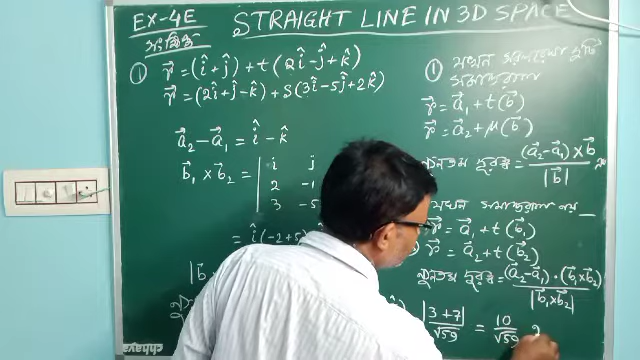 EX-4E
STRAIGHT LINE IN 3D SPACE
সংক্ষিপ্ত
① r⃗ = (î+ĵ) + t(2î-ĵ+k̂)
r⃗ = (2î+ĵ-k̂) + S(3î-5ĵ+2k̂)
a⃗₂-a⃗₁ = î - k̂
b⃗₁ × b⃗₂ = | i j
2 -1
3 -5
= î(-2+5)
|b⃗
① যখন সরলরেখা দুটি
সমান্তরাল
r⃗ = a⃗₁ + t(b⃗)
r⃗ = a⃗₂ + μ(b⃗)
দূরত্ব = (a⃗₂-a⃗₁)×b⃗ / |b⃗|
যখন সমান্তরাল নয় _
r⃗ = a⃗₁ + t(b⃗₁)
r⃗ = a⃗₂ + t(b⃗₂)
ন্যূনতম দূরত্ব = (a⃗₂-a⃗₁)·(b⃗₁×b⃗₂) / |b⃗₁×b⃗₂|
|3+7| / √59 = 10 / √59